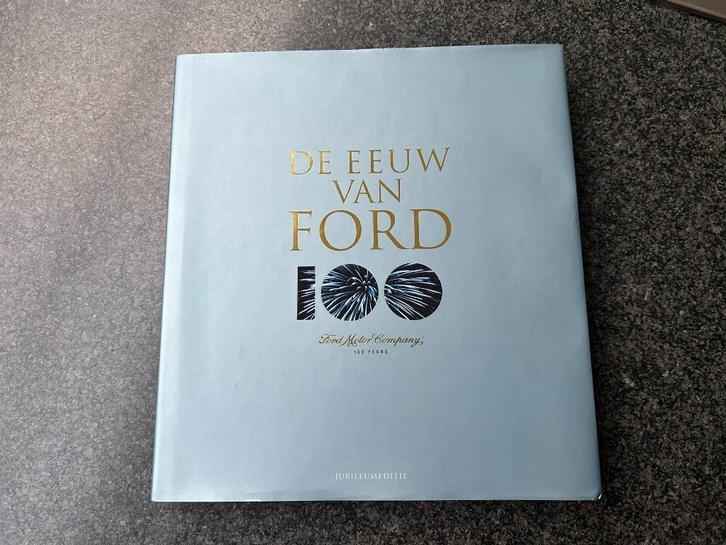 DE EEUW
VAN
FORD
100
Ford Motor Company,
100 YEARS
JUBILEUMEDITIE